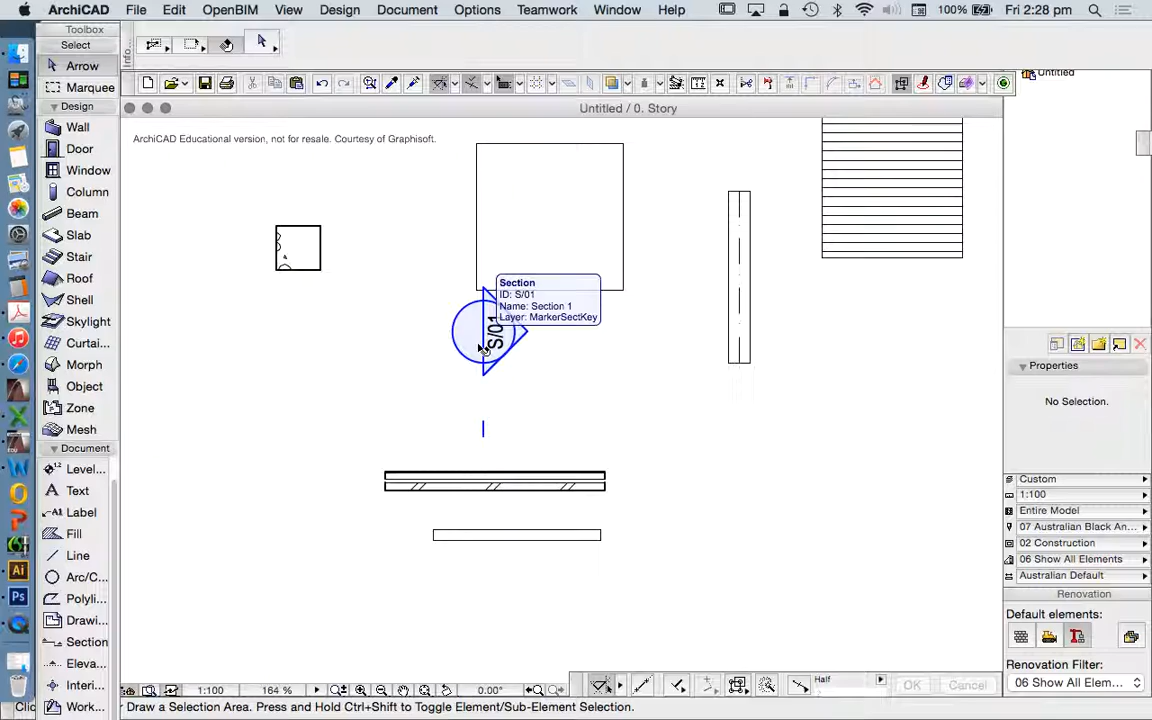 ArchiCAD File Edit OpenBIM View Design Document Options Teamwork Window Help 100% Fri 2:28 pm
Toolbox
Select
Arrow
Marquee
Design
Wall
Door
Window
Column
Beam
Slab
Stair
Roof
Shell
Skylight
Curtai...
Morph
Object
Zone
Mesh
Document
Level...
Text
Label
Fill
Line
Arc/C...
Polyli...
Drawi...
Section
Eleva...
Interi...
Work...
Untitled / 0. Story
ArchiCAD Educational version, not for resale. Courtesy of Graphisoft.
Section
ID: S/01
Name: Section 1
Layer: MarkerSectKey
S/01
Untitled
Properties
No Selection.
Custom
1:100
Entire Model
07 Australian Black An...
02 Construction
06 Show All Elements
Australian Default
Renovation
Default elements:
Renovation Filter:
06 Show All Elem...
1:100 164 % 0.00° Half OK Cancel
Draw a Selection Area. Press and Hold Ctrl+Shift to Toggle Element/Sub-Element Selection.